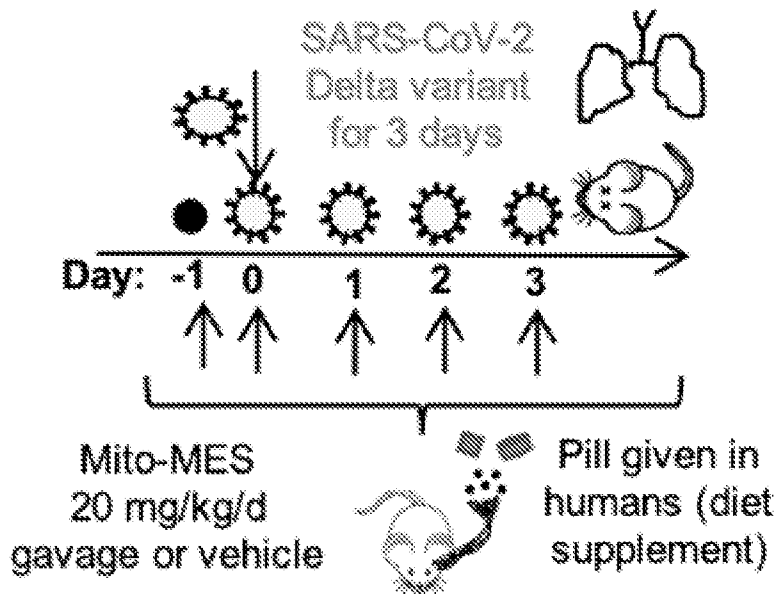 SARS-CoV-2
Delta variant
for 3 days
Day: -1 0 1 2 3
Mito-MES
20 mg/kg/d
gavage or vehicle
Pill given in
humans (diet
supplement)